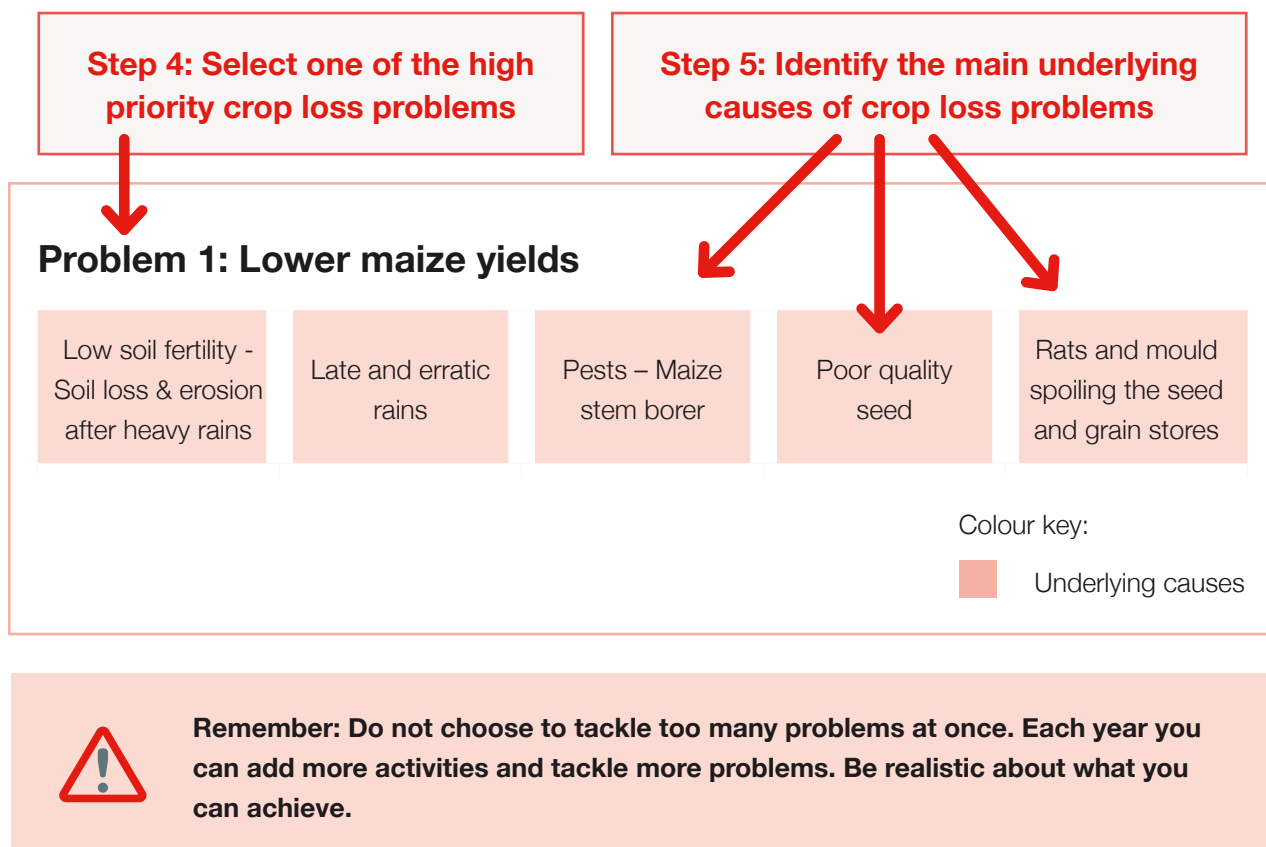 Step 4: Select one of the high
priority crop loss problems
Step 5: Identify the main underlying
causes of crop loss problems
Problem 1: Lower maize yields
Low soil fertility -
Soil loss & erosion
after heavy rains
Late and erratic
rains
Pests – Maize
stem borer
Poor quality
seed
Rats and mould
spoiling the seed
and grain stores
Colour key:
Underlying causes
Remember: Do not choose to tackle too many problems at once. Each year you
can add more activities and tackle more problems. Be realistic about what you
can achieve.